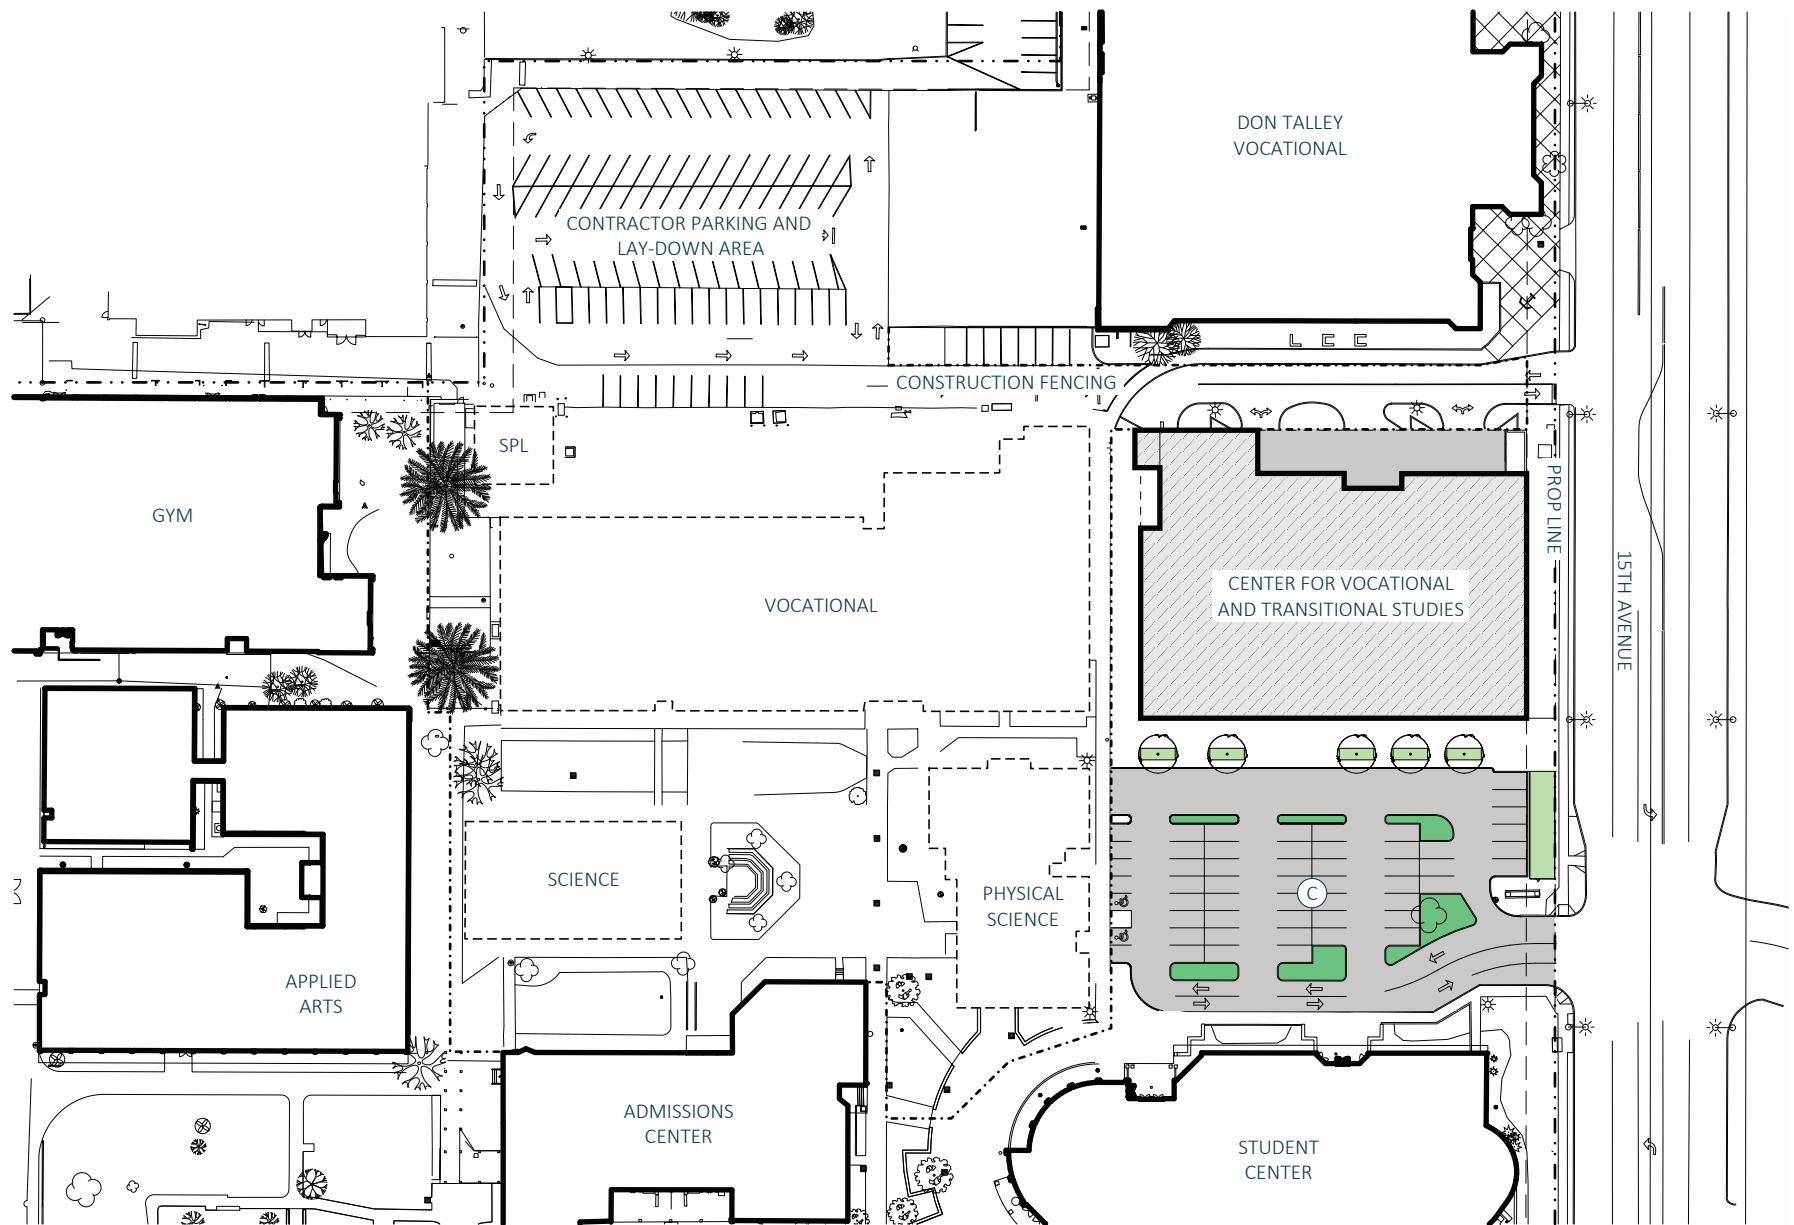 DON TALLEY
VOCATIONAL
CONTRACTOR PARKING AND
LAY-DOWN AREA
CONSTRUCTION FENCING
SPL
GYM
PROP LINE
15TH AVENUE
CENTER FOR VOCATIONAL
AND TRANSITIONAL STUDIES
VOCATIONAL
SCIENCE
PHYSICAL
SCIENCE
C
APPLIED
ARTS
ADMISSIONS
CENTER
STUDENT
CENTER